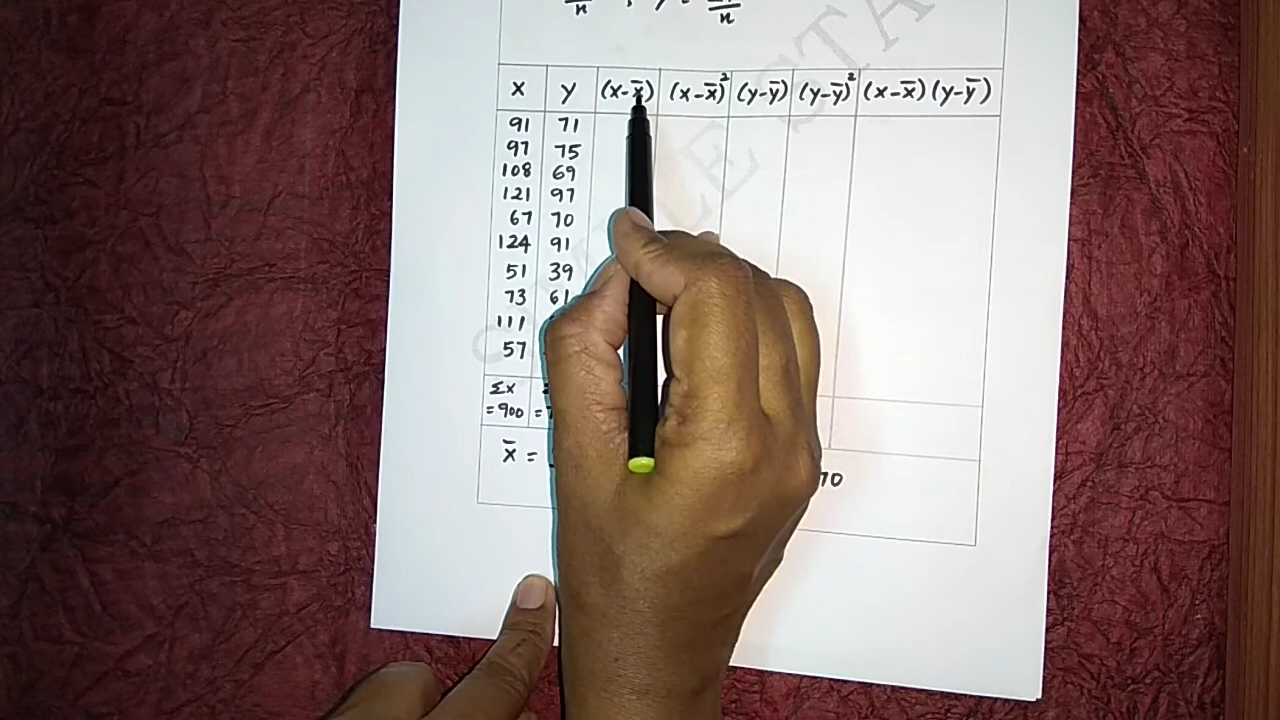 n , y = n
x y (x-x̄) (x-x̄)² (y-ȳ) (y-ȳ)² (x-x̄)(y-ȳ)
91 71
97 75
108 69
121 97
67 70
124 91
51 39
73 61
111
57
Σx
=900 =7
x̄ = 70